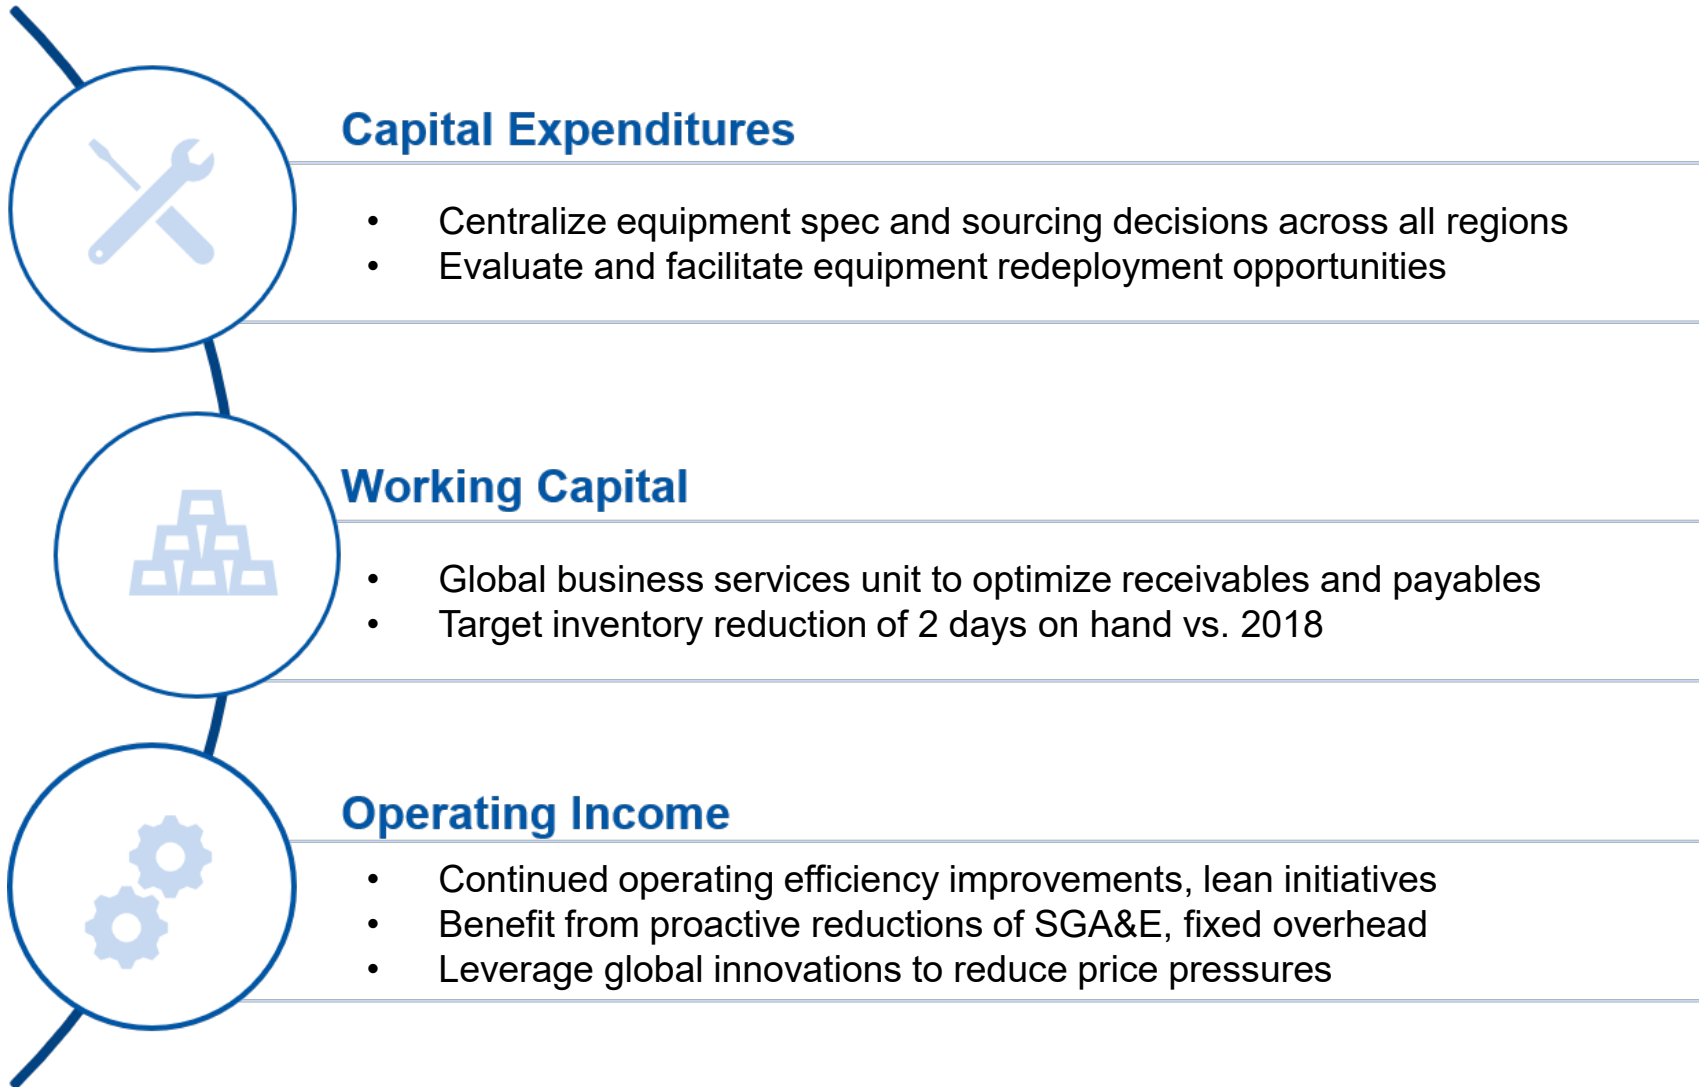 Capital Expenditures
• Centralize equipment spec and sourcing decisions across all regions
• Evaluate and facilitate equipment redeployment opportunities
Working Capital
• Global business services unit to optimize receivables and payables
• Target inventory reduction of 2 days on hand vs. 2018
Operating Income
• Continued operating efficiency improvements, lean initiatives
• Benefit from proactive reductions of SGA&E, fixed overhead
• Leverage global innovations to reduce price pressures